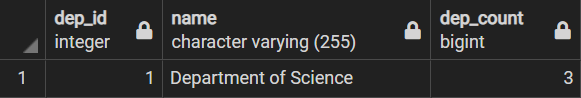 dep_id name dep_count
integer character varying (255) bigint
1 1 Department of Science 3